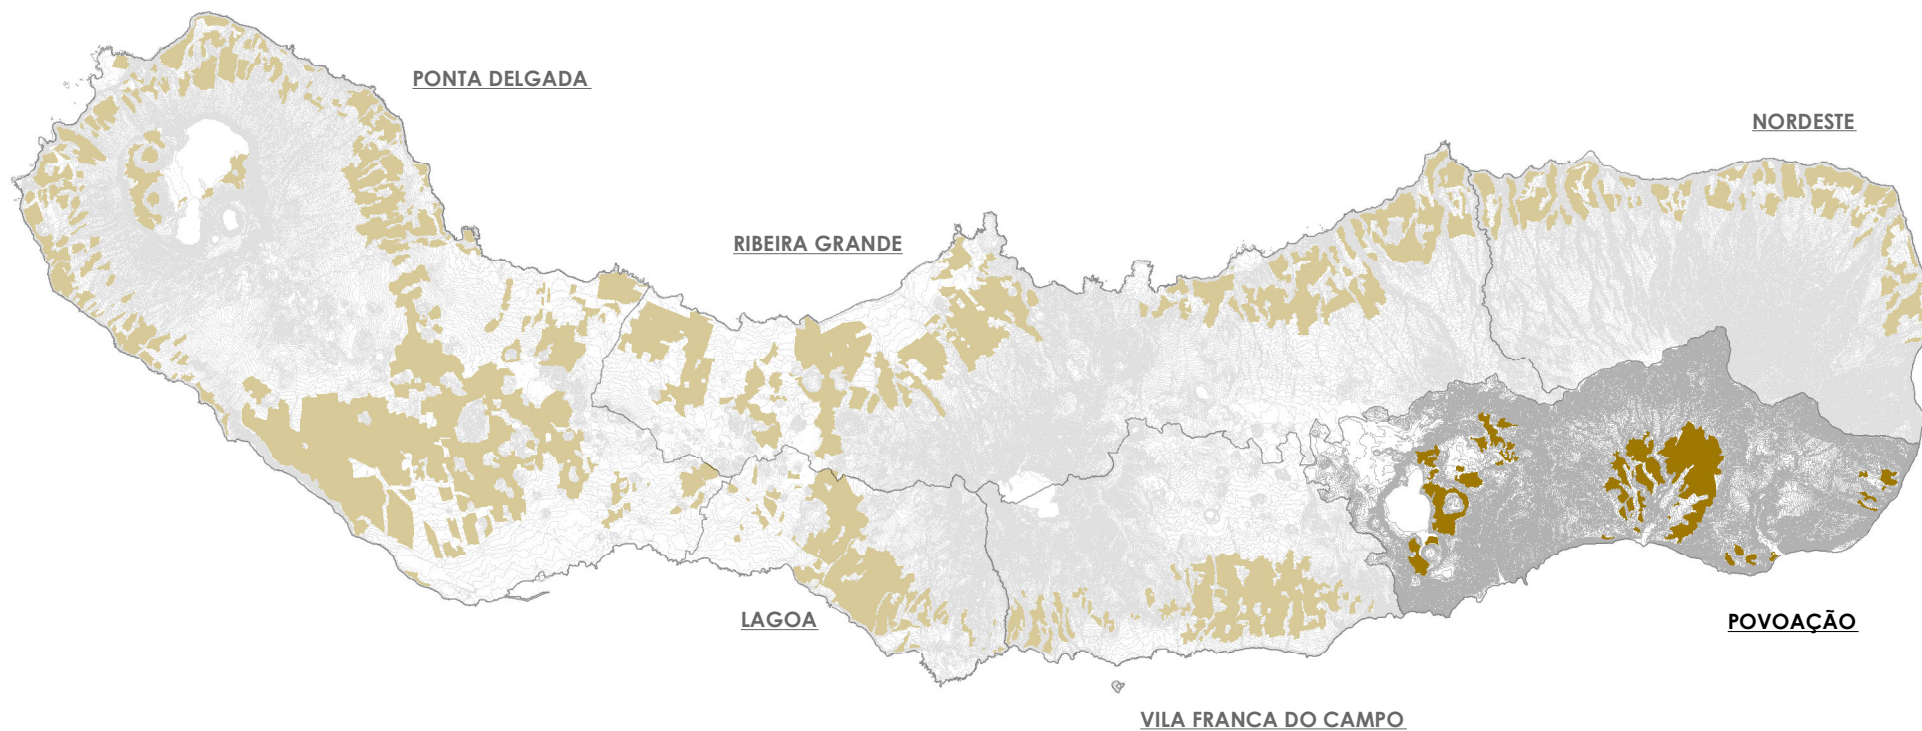 PONTA DELGADA
NORDESTE
RIBEIRA GRANDE
LAGOA
POVOAÇÃO
VILA FRANCA DO CAMPO